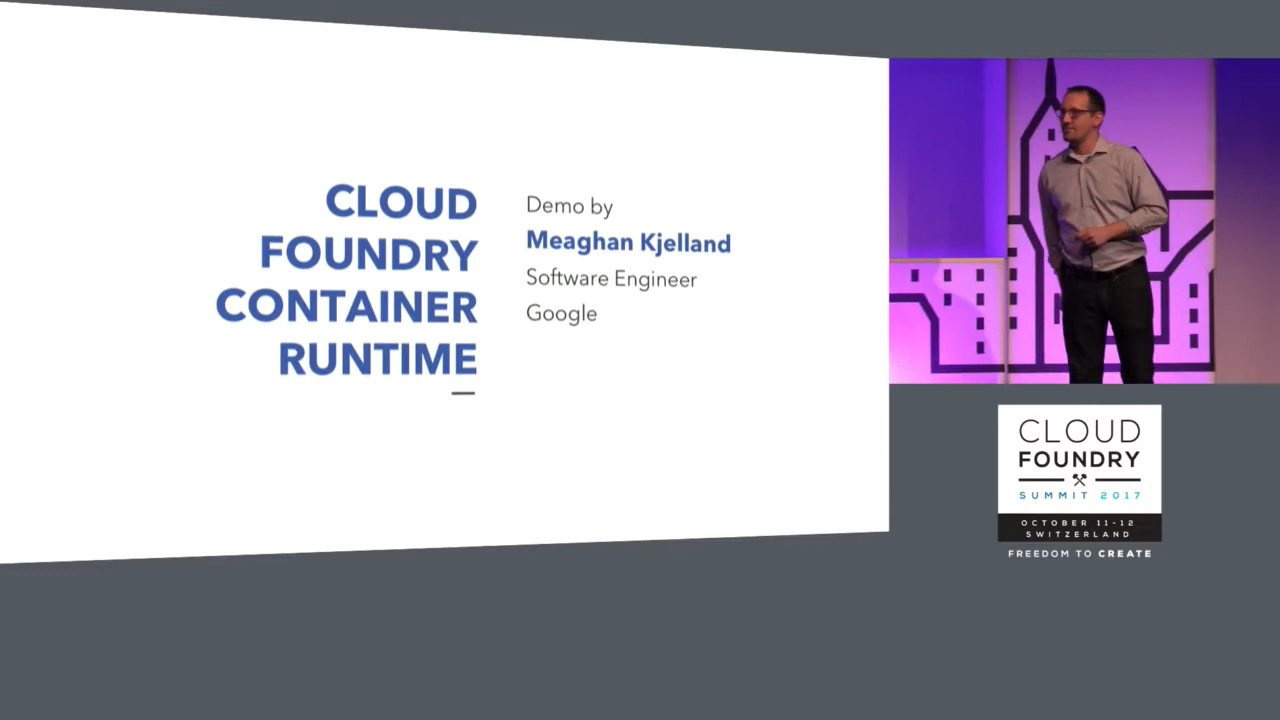 CLOUD
FOUNDRY
CONTAINER
RUNTIME
Demo by
Meaghan Kjelland
Software Engineer
Google
CLOUD
FOUNDRY
SUMMIT 2017
OCTOBER 11-12
SWITZERLAND
FREEDOM TO CREATE